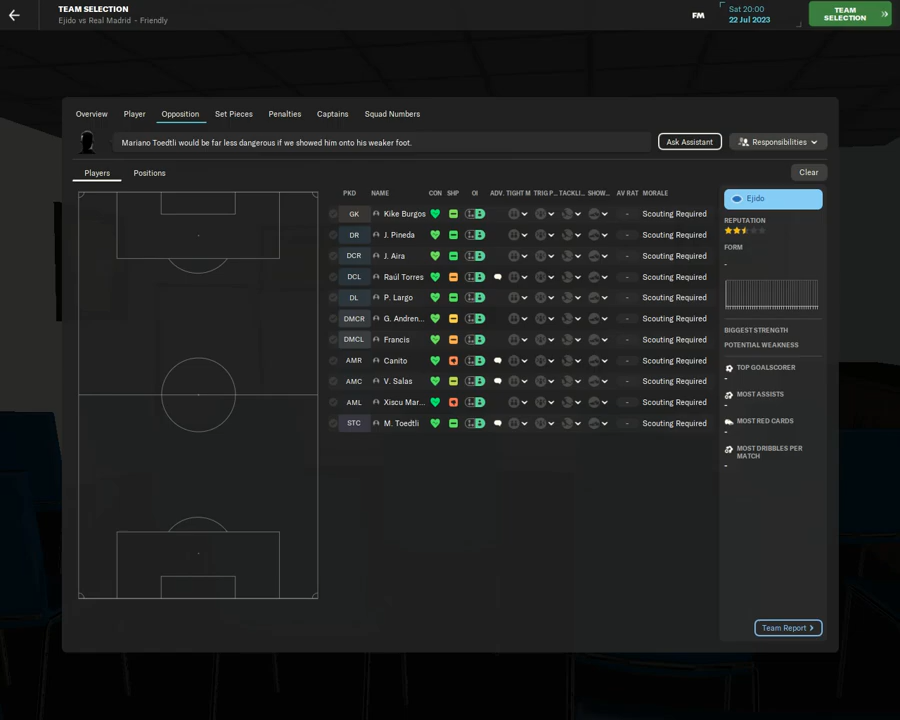 TEAM SELECTION
Ejido vs Real Madrid - Friendly
FM
Sat 20:00
22 Jul 2023
TEAM
SELECTION
Overview Player Opposition Set Pieces Penalties Captains Squad Numbers
Mariano Toedtli would be far less dangerous if we showed him onto his weaker foot.
Ask Assistant
Responsibilities
Players Positions
Clear
PKD NAME CON SHP OI ADV. TIGHT M TRIG P... TACKLI... SHOW... AV RAT MORALE
GK Kike Burgos - Scouting Required
DR J. Pineda - Scouting Required
DCR J. Aira - Scouting Required
DCL Raúl Torres - Scouting Required
DL P. Largo - Scouting Required
DMCR G. Andren... - Scouting Required
DMCL Francis - Scouting Required
AMR Canito - Scouting Required
AMC V. Salas - Scouting Required
AML Xiscu Mar... - Scouting Required
STC M. Toedtli - Scouting Required
Ejido
REPUTATION
FORM
-
BIGGEST STRENGTH
POTENTIAL WEAKNESS
TOP GOALSCORER
-
MOST ASSISTS
-
MOST RED CARDS
-
MOST DRIBBLES PER
MATCH
-
Team Report